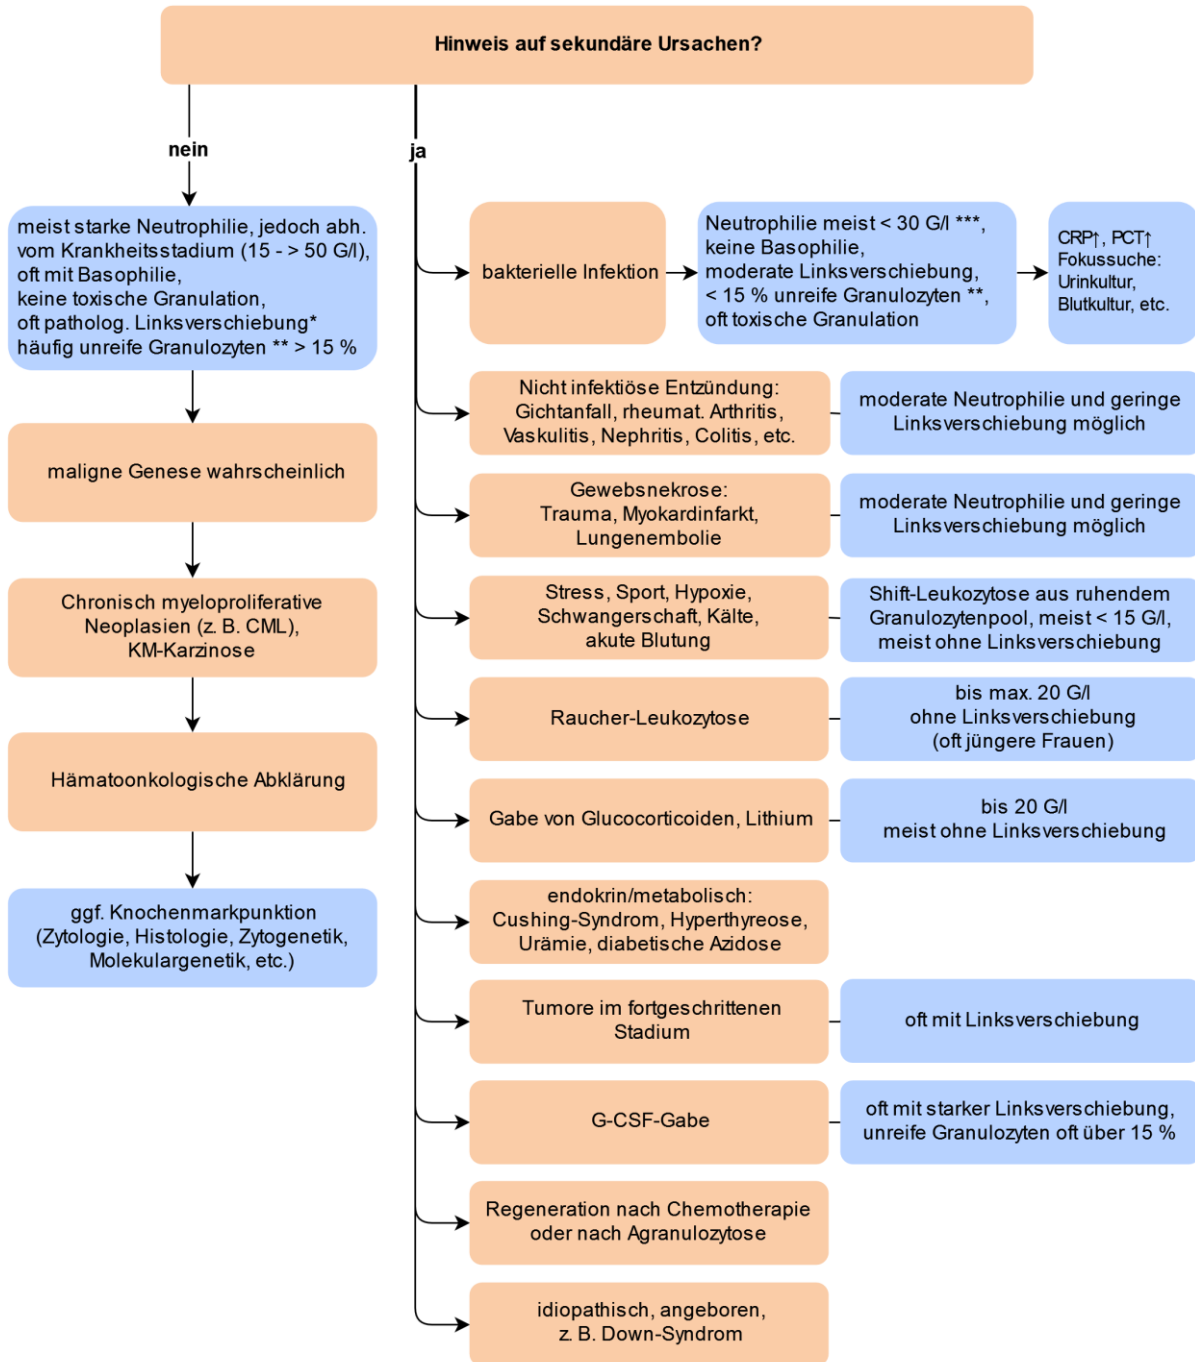 Hinweis auf sekundäre Ursachen?
nein
ja
meist starke Neutrophilie, jedoch abh.
vom Krankheitsstadium (15 - > 50 G/l),
oft mit Basophilie,
keine toxische Granulation,
oft patholog. Linksverschiebung*
häufig unreife Granulozyten ** > 15 %
maligne Genese wahrscheinlich
Chronisch myeloproliferative
Neoplasien (z. B. CML),
KM-Karzinose
Hämatoonkologische Abklärung
ggf. Knochenmarkpunktion
(Zytologie, Histologie, Zytogenetik,
Molekulargenetik, etc.)
bakterielle Infektion
Neutrophilie meist < 30 G/l ***,
keine Basophilie,
moderate Linksverschiebung,
< 15 % unreife Granulozyten **,
oft toxische Granulation
CRP↑, PCT↑
Fokussuche:
Urinkultur,
Blutkultur, etc.
Nicht infektiöse Entzündung:
Gichtanfall, rheumat. Arthritis,
Vaskulitis, Nephritis, Colitis, etc.
moderate Neutrophilie und geringe
Linksverschiebung möglich
Gewebsnekrose:
Trauma, Myokardinfarkt,
Lungenembolie
moderate Neutrophilie und geringe
Linksverschiebung möglich
Stress, Sport, Hypoxie,
Schwangerschaft, Kälte,
akute Blutung
Shift-Leukozytose aus ruhendem
Granulozytenpool, meist < 15 G/l,
meist ohne Linksverschiebung
Raucher-Leukozytose
bis max. 20 G/l
ohne Linksverschiebung
(oft jüngere Frauen)
Gabe von Glucocorticoiden, Lithium
bis 20 G/l
meist ohne Linksverschiebung
endokrin/metabolisch:
Cushing-Syndrom, Hyperthyreose,
Urämie, diabetische Azidose
Tumore im fortgeschrittenen
Stadium
oft mit Linksverschiebung
G-CSF-Gabe
oft mit starker Linksverschiebung,
unreife Granulozyten oft über 15 %
Regeneration nach Chemotherapie
oder nach Agranulozytose
idiopathisch, angeboren,
z. B. Down-Syndrom